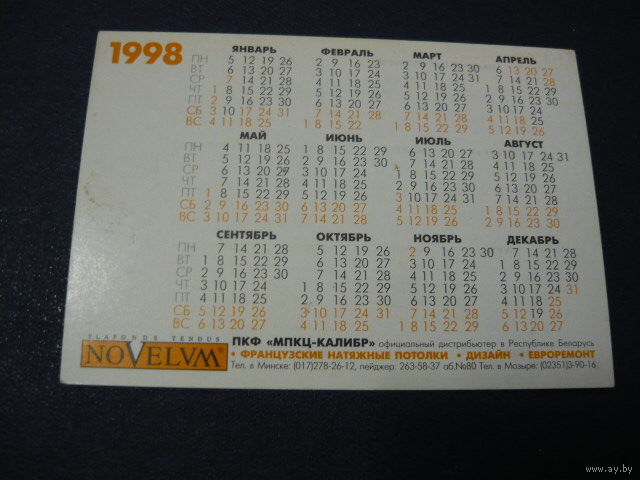 1998
ЯНВАРЬ ФЕВРАЛЬ МАРТ АПРЕЛЬ
ПН 5 12 19 26 2 9 16 23 2 9 16 23 30 6 13 20 27
ВТ 6 13 20 27 3 10 17 24 3 10 17 24 31 7 14 21 28
СР 7 14 21 28 4 11 18 25 4 11 18 25 1 8 15 22 29
ЧТ 1 8 15 22 29 5 12 19 26 5 12 19 26 2 9 16 23 30
ПТ 2 9 16 23 30 6 13 20 27 6 13 20 27 3 10 17 24
СБ 3 10 17 24 31 7 14 21 28 7 14 21 28 4 11 18 25
ВС 4 11 18 25 1 8 15 22 1 8 15 22 29 5 12 19 26
МАЙ ИЮНЬ ИЮЛЬ АВГУСТ
ПН 4 11 18 25 1 8 15 22 29 6 13 20 27 3 10 17 24 31
ВТ 5 12 19 26 2 9 16 23 30 7 14 21 28 4 11 18 25
СР 6 13 20 27 3 10 17 24 1 8 15 22 29 5 12 19 26
ЧТ 7 14 21 28 4 11 18 25 2 9 16 23 30 6 13 20 27
ПТ 1 8 15 22 29 5 12 19 26 3 10 17 24 31 7 14 21 28
СБ 2 9 16 23 30 6 13 20 27 4 11 18 25 1 8 15 22 29
ВС 3 10 17 24 31 7 14 21 28 5 12 19 26 2 9 16 23 30
СЕНТЯБРЬ ОКТЯБРЬ НОЯБРЬ ДЕКАБРЬ
ПН 7 14 21 28 5 12 19 26 2 9 16 23 30 7 14 21 28
ВТ 1 8 15 22 29 6 13 20 27 3 10 17 24 1 8 15 22 29
СР 2 9 16 23 30 7 14 21 28 4 11 18 25 2 9 16 23 30
ЧТ 3 10 17 24 1 8 15 22 29 5 12 19 26 3 10 17 24 31
ПТ 4 11 18 25 2 9 16 23 30 6 13 20 27 4 11 18 25
СБ 5 12 19 26 3 10 17 24 31 7 14 21 28 5 12 19 26
ВС 6 13 20 27 4 11 18 25 1 8 15 22 29 6 13 20 27
PLAFONDS TENDUS
NOVELVM
ПКФ «МПКЦ-КАЛИБР» официальный дистрибьютер в Республике Беларусь
• ФРАНЦУЗСКИЕ НАТЯЖНЫЕ ПОТОЛКИ • ДИЗАЙН • ЕВРОРЕМОНТ
Тел. в Минске: (017)278-26-12, пейджер: 263-58-37 аб.№80 Тел. в Мозыре: (02351)3-90-16
www.ay.by